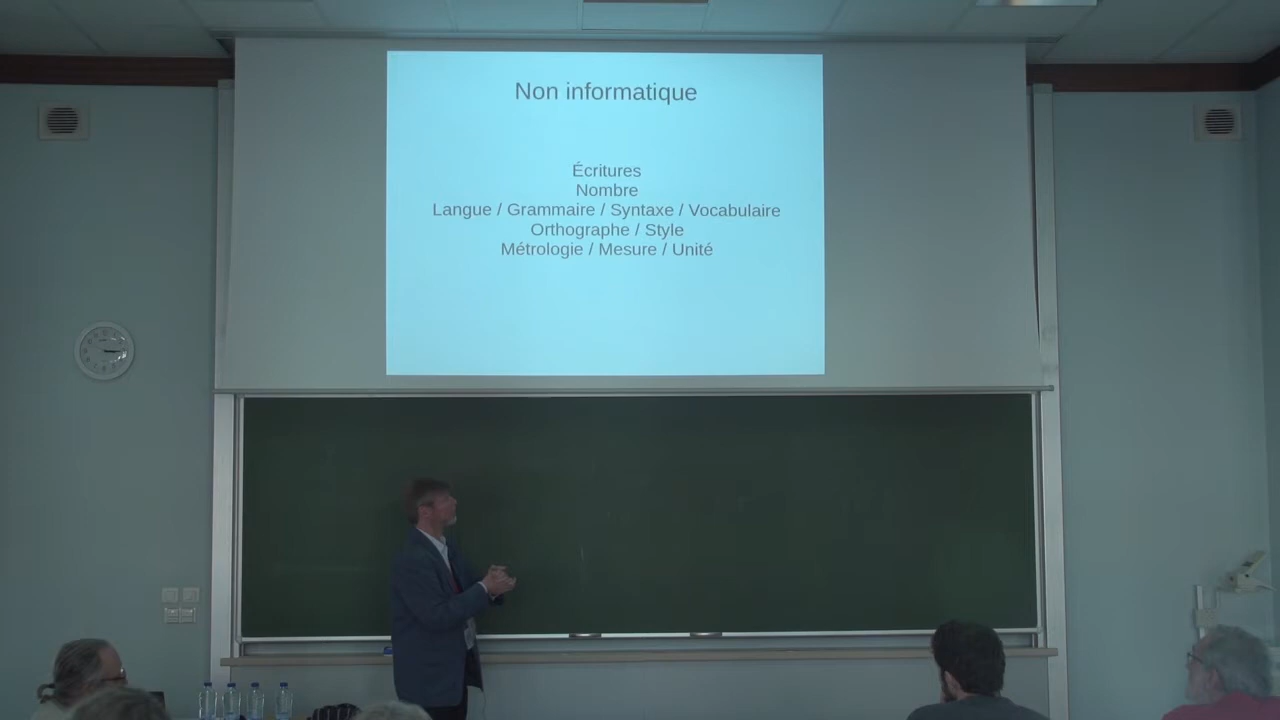 Non informatique
Écritures
Nombre
Langue / Grammaire / Syntaxe / Vocabulaire
Orthographe / Style
Métrologie / Mesure / Unité